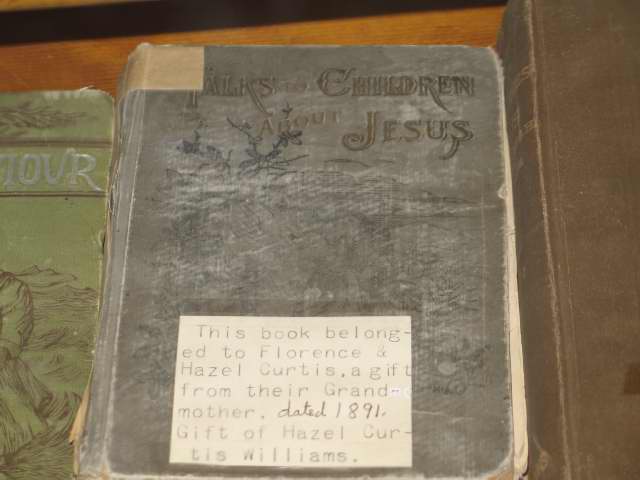 TALKS TO CHILDREN
ABOUT JESUS
IOUR
This book belong-
ed to Florence &
Hazel Curtis, a gift
from their Grand-
mother. dated 1891.
Gift of Hazel Cur-
tis Williams.